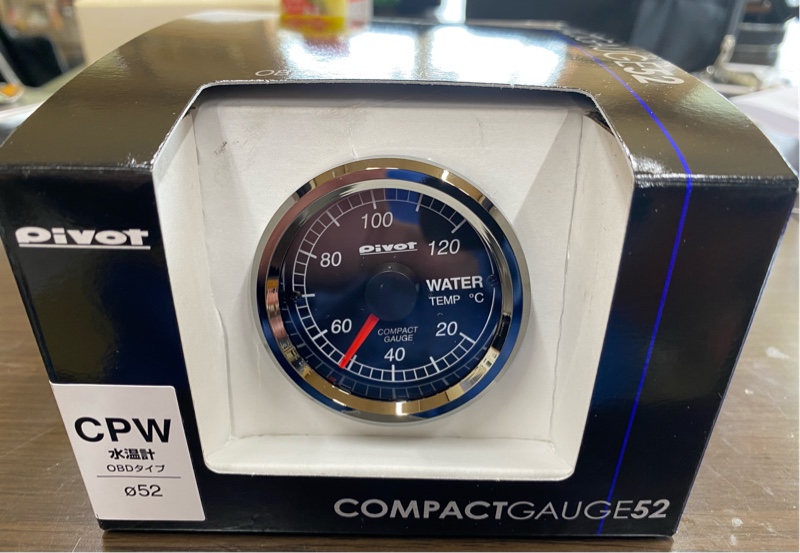 GAUGE52
Pivot
100
Pivot
120
80
WATER
TEMP °C
60
COMPACT
GAUGE
20
40
CPW
水温計
OBDタイプ
ø52
COMPACTGAUGE52